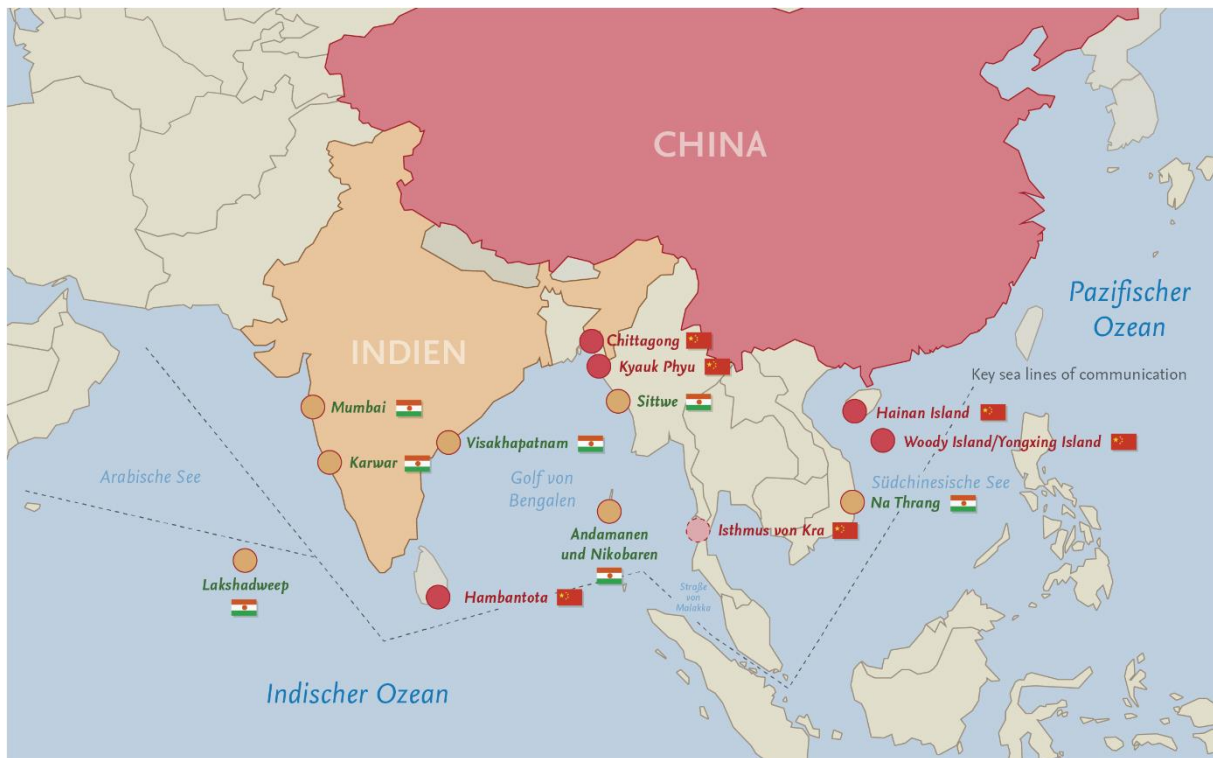 CHINA
Pazifischer
Ozean
INDIEN
Chittagong
Kyauk Phyu
Key sea lines of communication
Mumbai
Sittwe
Hainan Island
Visakhapatnam
Woody Island/Yongxing Island
Karwar
Arabische See
Golf von
Bengalen
Südchinesische See
Na Thrang
Isthmus von Kra
Andamanen
und Nikobaren
Lakshadweep
Hambantota
Straße
von
Malakka
Indischer Ozean